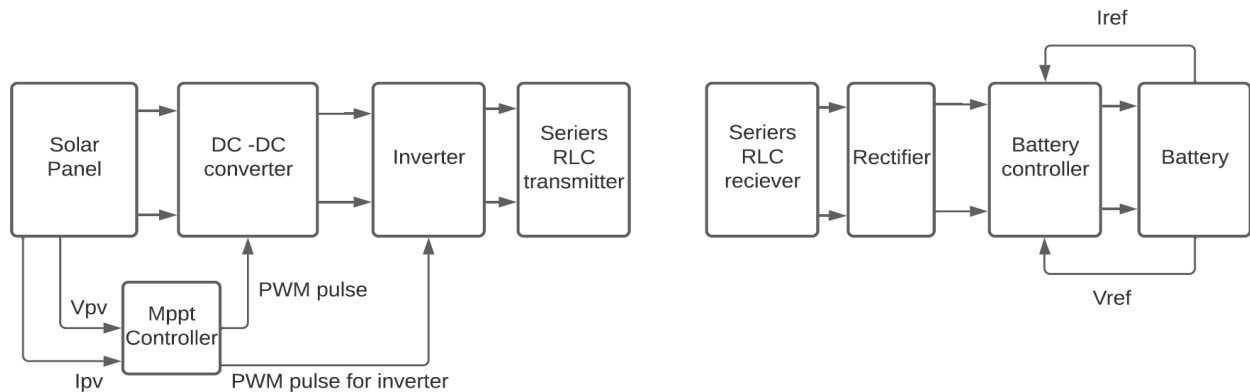 Iref
Solar
Panel
DC -DC
converter
Inverter
Seriers
RLC
transmitter
Seriers
RLC
reciever
Rectifier
Battery
controller
Battery
Vpv
Mppt
Controller
PWM pulse
Vref
Ipv
PWM pulse for inverter